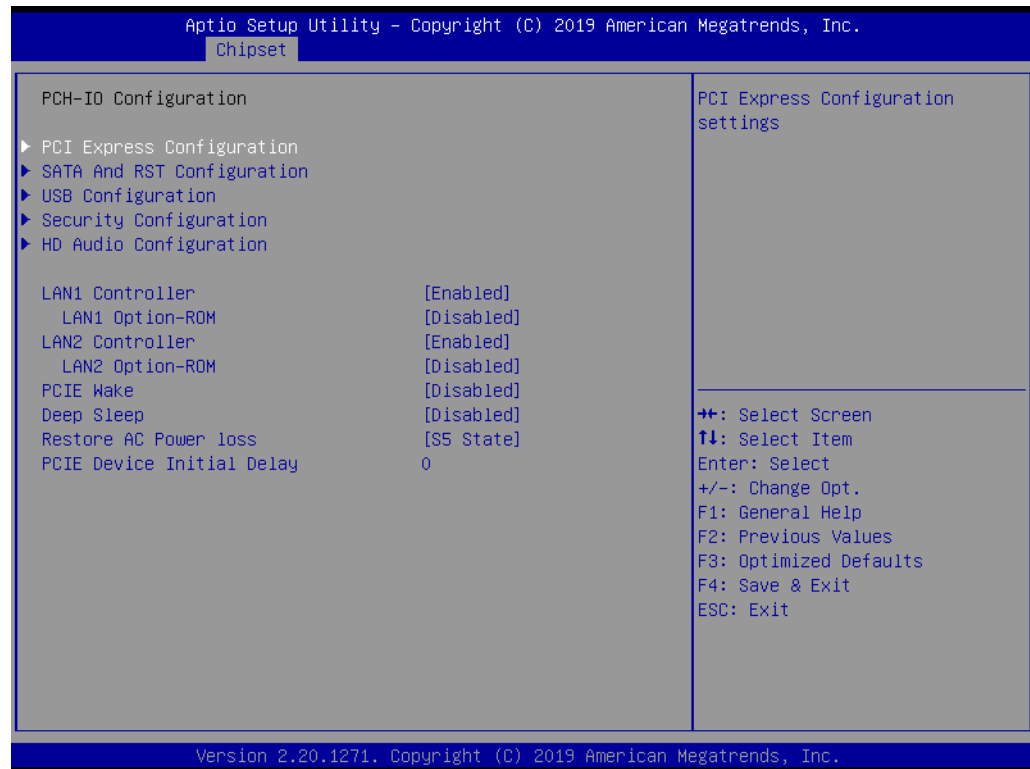 Aptio Setup Utility – Copyright (C) 2019 American Megatrends, Inc.
Chipset
PCH-IO Configuration
PCI Express Configuration
SATA And RST Configuration
USB Configuration
Security Configuration
HD Audio Configuration
LAN1 Controller [Enabled]
LAN1 Option-ROM [Disabled]
LAN2 Controller [Enabled]
LAN2 Option-ROM [Disabled]
PCIE Wake [Disabled]
Deep Sleep [Disabled]
Restore AC Power loss [S5 State]
PCIE Device Initial Delay 0
PCI Express Configuration
settings
→←: Select Screen
↑↓: Select Item
Enter: Select
+/-: Change Opt.
F1: General Help
F2: Previous Values
F3: Optimized Defaults
F4: Save & Exit
ESC: Exit
Version 2.20.1271. Copyright (C) 2019 American Megatrends, Inc.